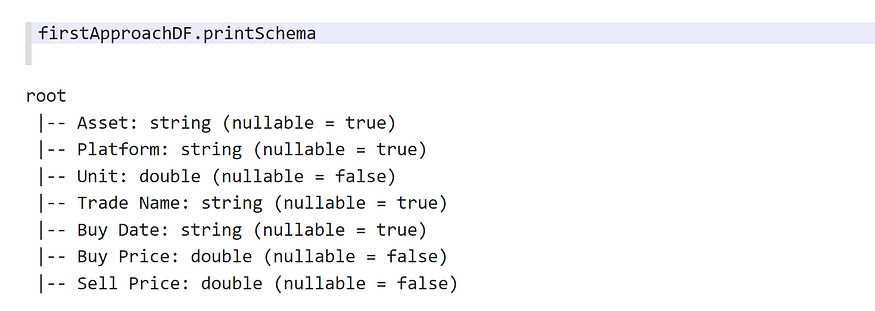 firstApproachDF.printSchema
root
|-- Asset: string (nullable = true)
|-- Platform: string (nullable = true)
|-- Unit: double (nullable = false)
|-- Trade Name: string (nullable = true)
|-- Buy Date: string (nullable = true)
|-- Buy Price: double (nullable = false)
|-- Sell Price: double (nullable = false)